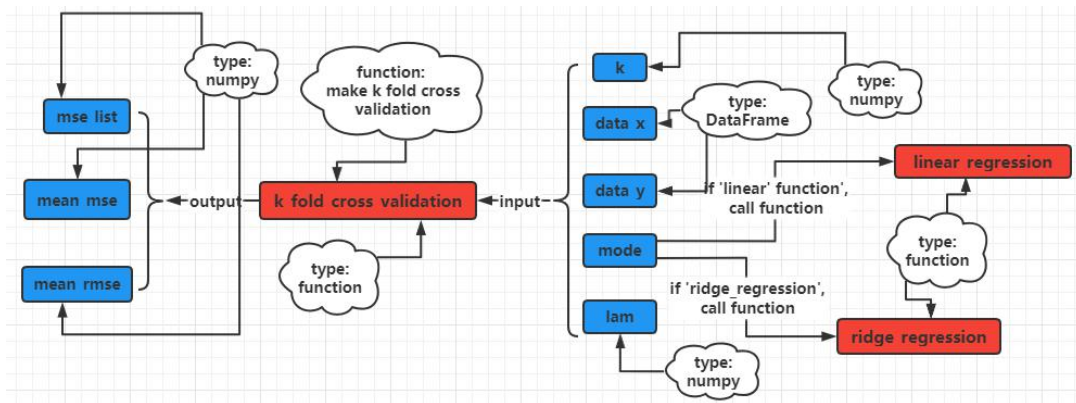 type:
numpy
mse list
mean mse
mean rmse
output
function:
make k fold cross
validation
k fold cross validation
type:
function
input
k
data x
data y
mode
lam
type:
numpy
type:
DataFrame
if 'linear' function',
call function
if 'ridge_regression',
call function
type:
numpy
linear regression
type:
function
ridge regression